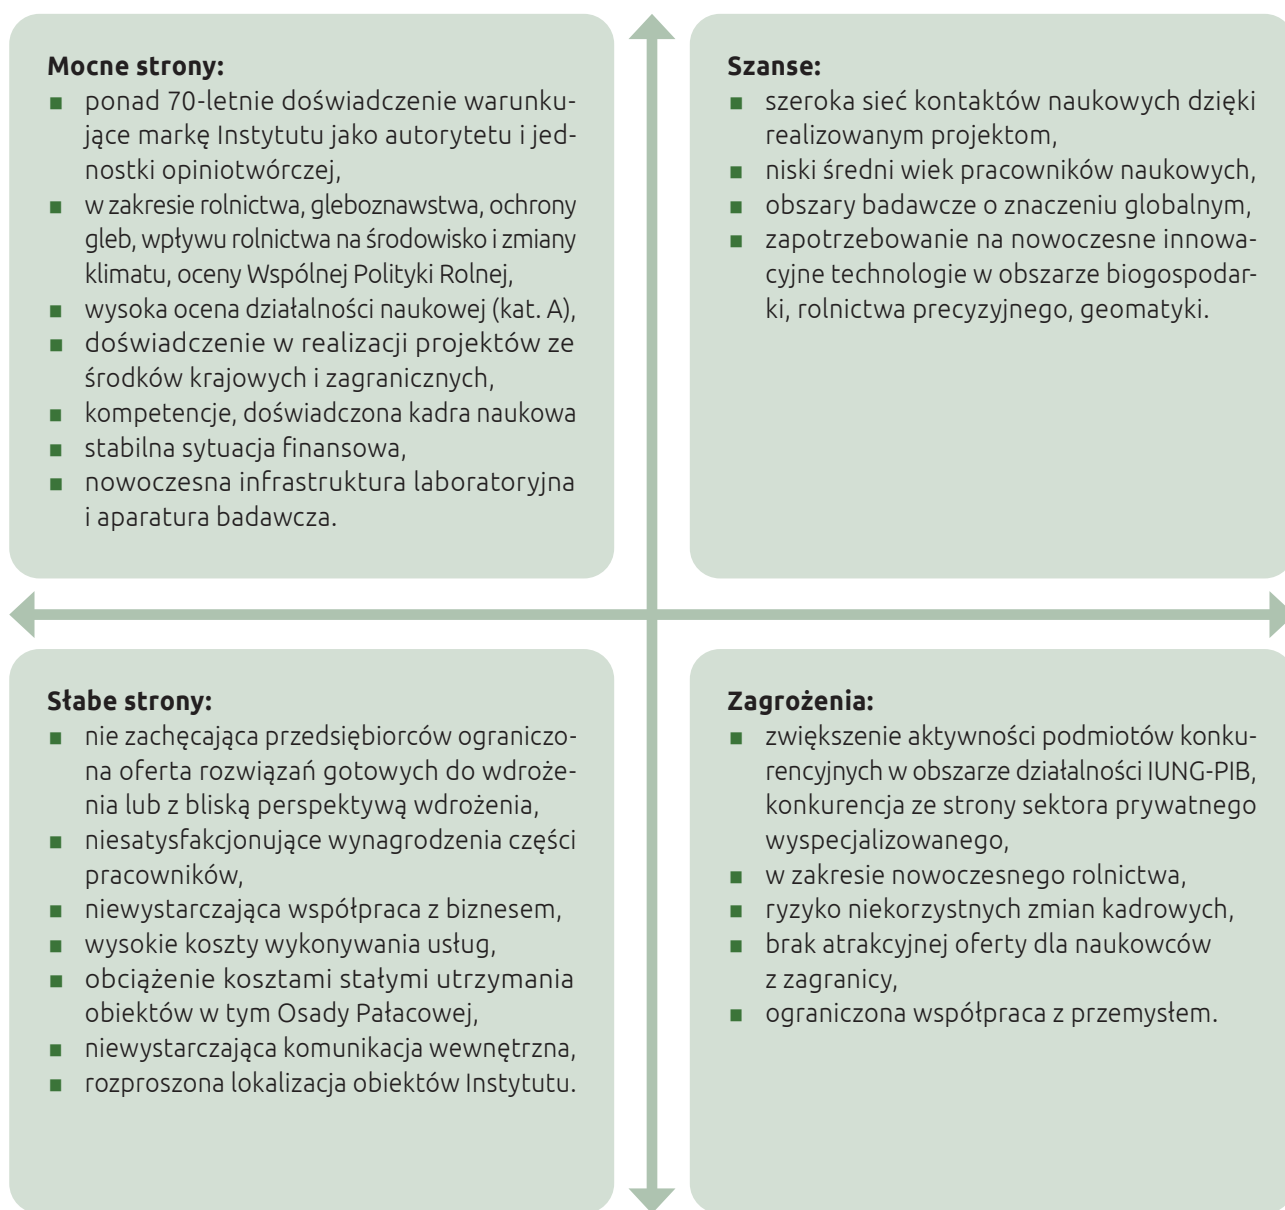 Mocne strony:
▪ ponad 70-letnie doświadczenie warunku-
jące markę Instytutu jako autorytetu i jed-
nostki opiniotwórczej,
▪ w zakresie rolnictwa, gleboznawstwa, ochrony
gleb, wpływu rolnictwa na środowisko i zmiany
klimatu, oceny Wspólnej Polityki Rolnej,
▪ wysoka ocena działalności naukowej (kat. A),
▪ doświadczenie w realizacji projektów ze
środków krajowych i zagranicznych,
▪ kompetencje, doświadczona kadra naukowa
▪ stabilna sytuacja finansowa,
▪ nowoczesna infrastruktura laboratoryjna
i aparatura badawcza.
Szanse:
▪ szeroka sieć kontaktów naukowych dzięki
realizowanym projektom,
▪ niski średni wiek pracowników naukowych,
▪ obszary badawcze o znaczeniu globalnym,
▪ zapotrzebowanie na nowoczesne innowa-
cyjne technologie w obszarze biogospodar-
ki, rolnictwa precyzyjnego, geomatyki.
Słabe strony:
▪ nie zachęcająca przedsiębiorców ograniczo-
na oferta rozwiązań gotowych do wdroże-
nia lub z bliską perspektywą wdrożenia,
▪ niesatysfakcjonujące wynagrodzenia części
pracowników,
▪ niewystarczająca współpraca z biznesem,
▪ wysokie koszty wykonywania usług,
▪ obciążenie kosztami stałymi utrzymania
obiektów w tym Osady Pałacowej,
▪ niewystarczająca komunikacja wewnętrzna,
▪ rozproszona lokalizacja obiektów Instytutu.
Zagrożenia:
▪ zwiększenie aktywności podmiotów konku-
rencyjnych w obszarze działalności IUNG-PIB,
konkurencja ze strony sektora prywatnego
wyspecjalizowanego,
▪ w zakresie nowoczesnego rolnictwa,
▪ ryzyko niekorzystnych zmian kadrowych,
▪ brak atrakcyjnej oferty dla naukowców
z zagranicy,
▪ ograniczona współpraca z przemysłem.